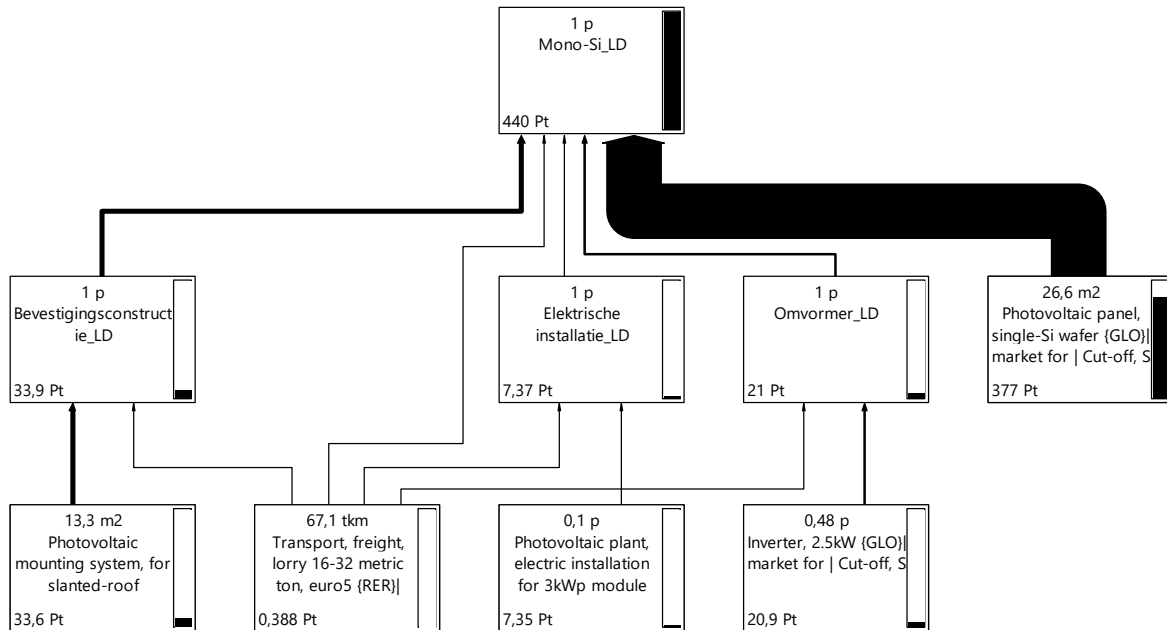 1 p
Mono-Si_LD
440 Pt
1 p
Bevestigingsconstruct
ie_LD
33,9 Pt
1 p
Elektrische
installatie_LD
7,37 Pt
1 p
Omvormer_LD
21 Pt
26,6 m2
Photovoltaic panel,
single-Si wafer {GLO}|
market for | Cut-off, S
377 Pt
13,3 m2
Photovoltaic
mounting system, for
slanted-roof
33,6 Pt
67,1 tkm
Transport, freight,
lorry 16-32 metric
ton, euro5 {RER}|
0,388 Pt
0,1 p
Photovoltaic plant,
electric installation
for 3kWp module
7,35 Pt
0,48 p
Inverter, 2.5kW {GLO}|
market for | Cut-off, S
20,9 Pt